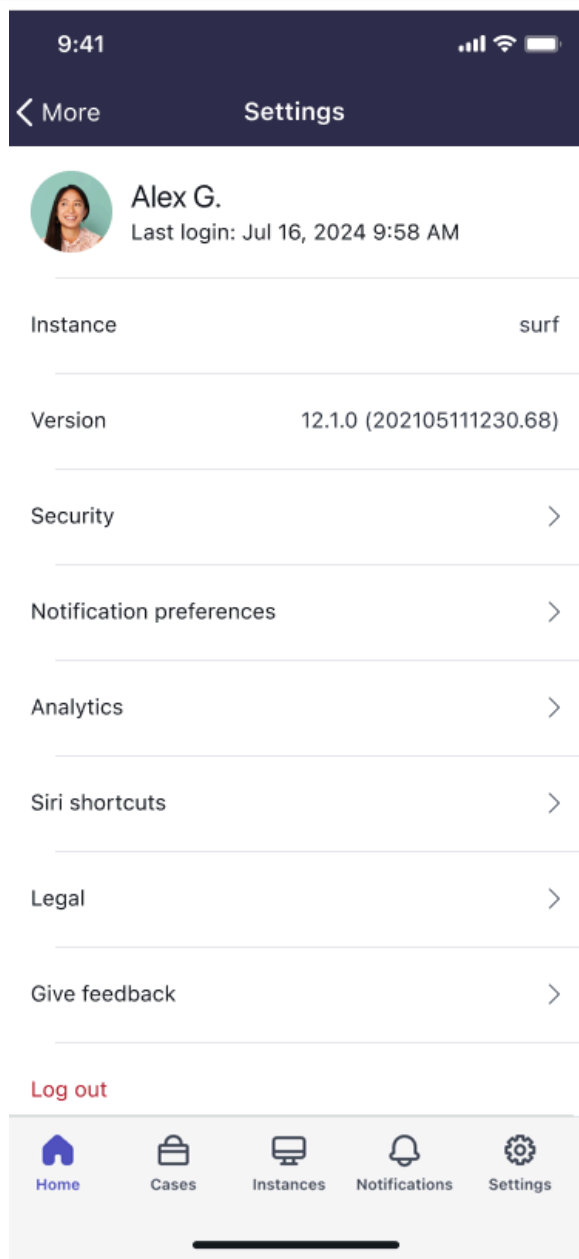 9:41
More
Settings
Alex G.
Last login: Jul 16, 2024 9:58 AM
Instance surf
Version 12.1.0 (202105111230.68)
Security
Notification preferences
Analytics
Siri shortcuts
Legal
Give feedback
Log out
Home Cases Instances Notifications Settings